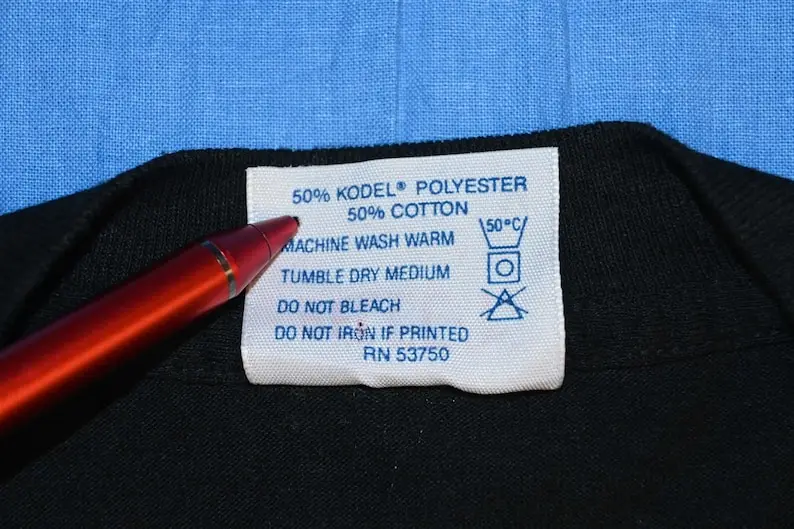 50% KODEL® POLYESTER
50% COTTON
MACHINE WASH WARM
50°C
TUMBLE DRY MEDIUM
DO NOT BLEACH
DO NOT IRON IF PRINTED
RN 53750